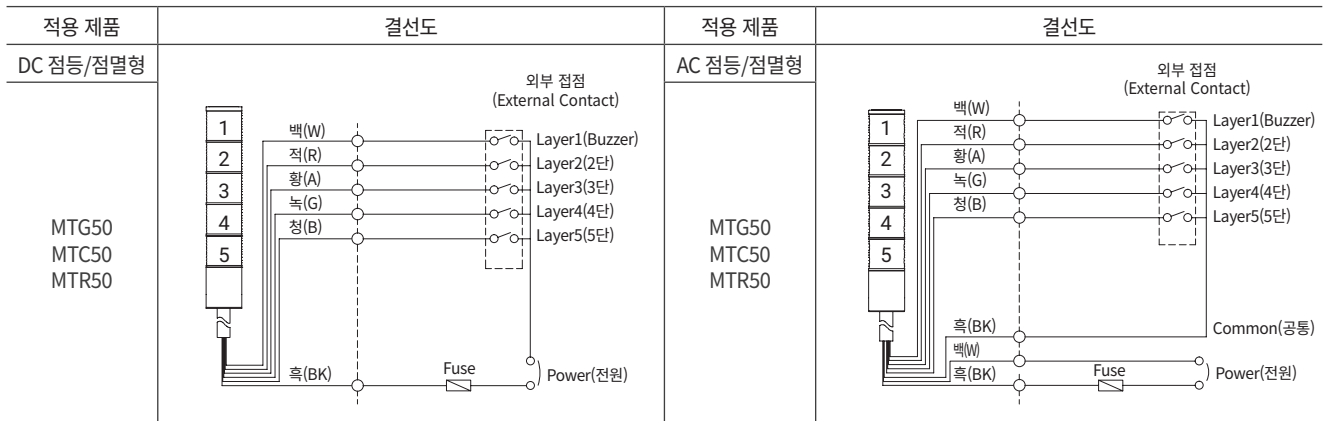 적용 제품
결선도
적용 제품
결선도
DC 점등/점멸형
MTG50
MTC50
MTR50
외부 접점
(External Contact)
1
2
3
4
5
백(W)
적(R)
황(A)
녹(G)
청(B)
Layer1(Buzzer)
Layer2(2단)
Layer3(3단)
Layer4(4단)
Layer5(5단)
흑(BK)
Fuse
Power(전원)
AC 점등/점멸형
MTG50
MTC50
MTR50
외부 접점
(External Contact)
1
2
3
4
5
백(W)
적(R)
황(A)
녹(G)
청(B)
Layer1(Buzzer)
Layer2(2단)
Layer3(3단)
Layer4(4단)
Layer5(5단)
흑(BK)
Common(공통)
백(W)
흑(BK)
Fuse
Power(전원)